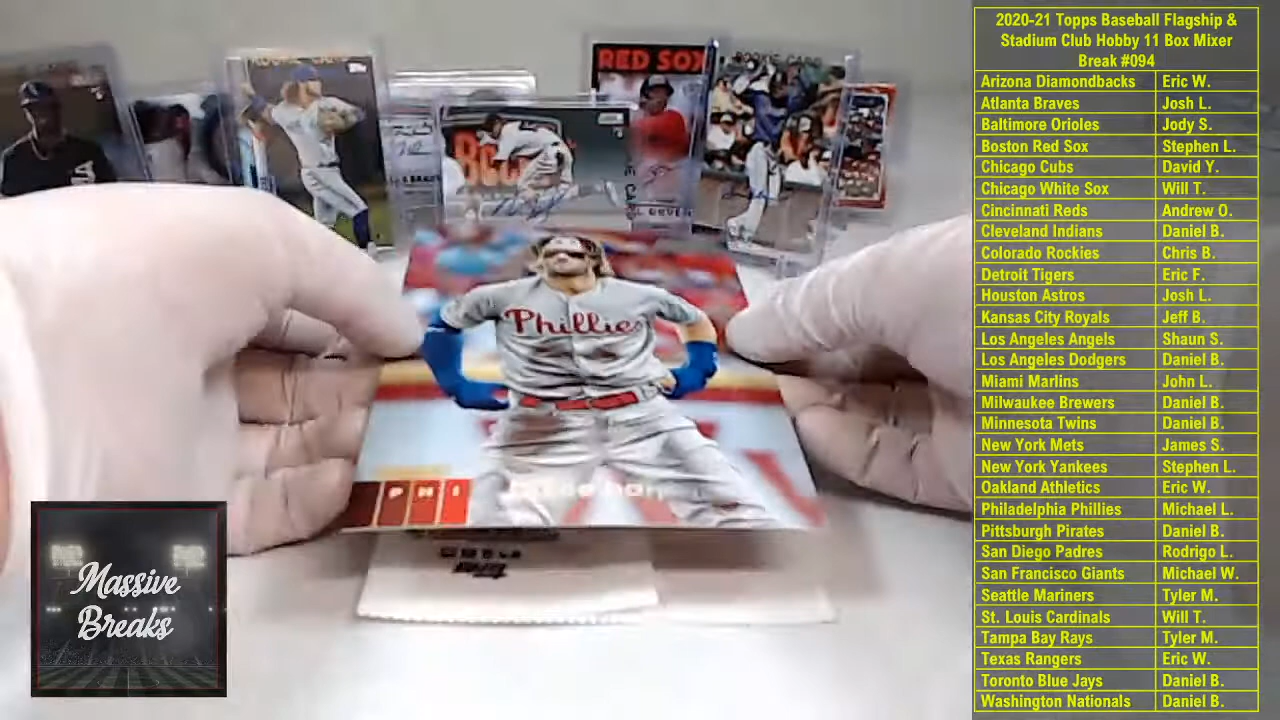 2020-21 Topps Baseball Flagship &
Stadium Club Hobby 11 Box Mixer
Break #094
Arizona Diamondbacks Eric W.
Atlanta Braves Josh L.
Baltimore Orioles Jody S.
Boston Red Sox Stephen L.
Chicago Cubs David Y.
Chicago White Sox Will T.
Cincinnati Reds Andrew O.
Cleveland Indians Daniel B.
Colorado Rockies Chris B.
Detroit Tigers Eric F.
Houston Astros Josh L.
Kansas City Royals Jeff B.
Los Angeles Angels Shaun S.
Los Angeles Dodgers Daniel B.
Miami Marlins John L.
Milwaukee Brewers Daniel B.
Minnesota Twins Daniel B.
New York Mets James S.
New York Yankees Stephen L.
Oakland Athletics Eric W.
Philadelphia Phillies Michael L.
Pittsburgh Pirates Daniel B.
San Diego Padres Rodrigo L.
San Francisco Giants Michael W.
Seattle Mariners Tyler M.
St. Louis Cardinals Will T.
Tampa Bay Rays Tyler M.
Texas Rangers Eric W.
Toronto Blue Jays Daniel B.
Washington Nationals Daniel B.
RED SOX
Phillies
PHI
Massive
Breaks